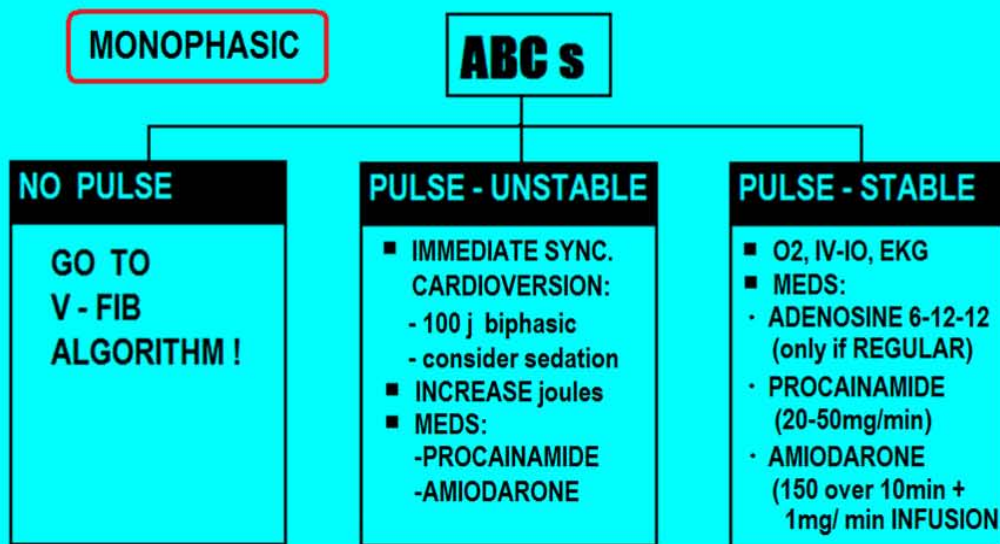 MONOPHASIC
ABC s
NO PULSE
GO TO
V - FIB
ALGORITHM !
PULSE - UNSTABLE
■ IMMEDIATE SYNC.
CARDIOVERSION:
- 100 j biphasic
- consider sedation
■ INCREASE joules
■ MEDS:
-PROCAINAMIDE
-AMIODARONE
PULSE - STABLE
■ O2, IV-IO, EKG
■ MEDS:
· ADENOSINE 6-12-12
(only if REGULAR)
· PROCAINAMIDE
(20-50mg/min)
· AMIODARONE
(150 over 10min +
1mg/ min INFUSION